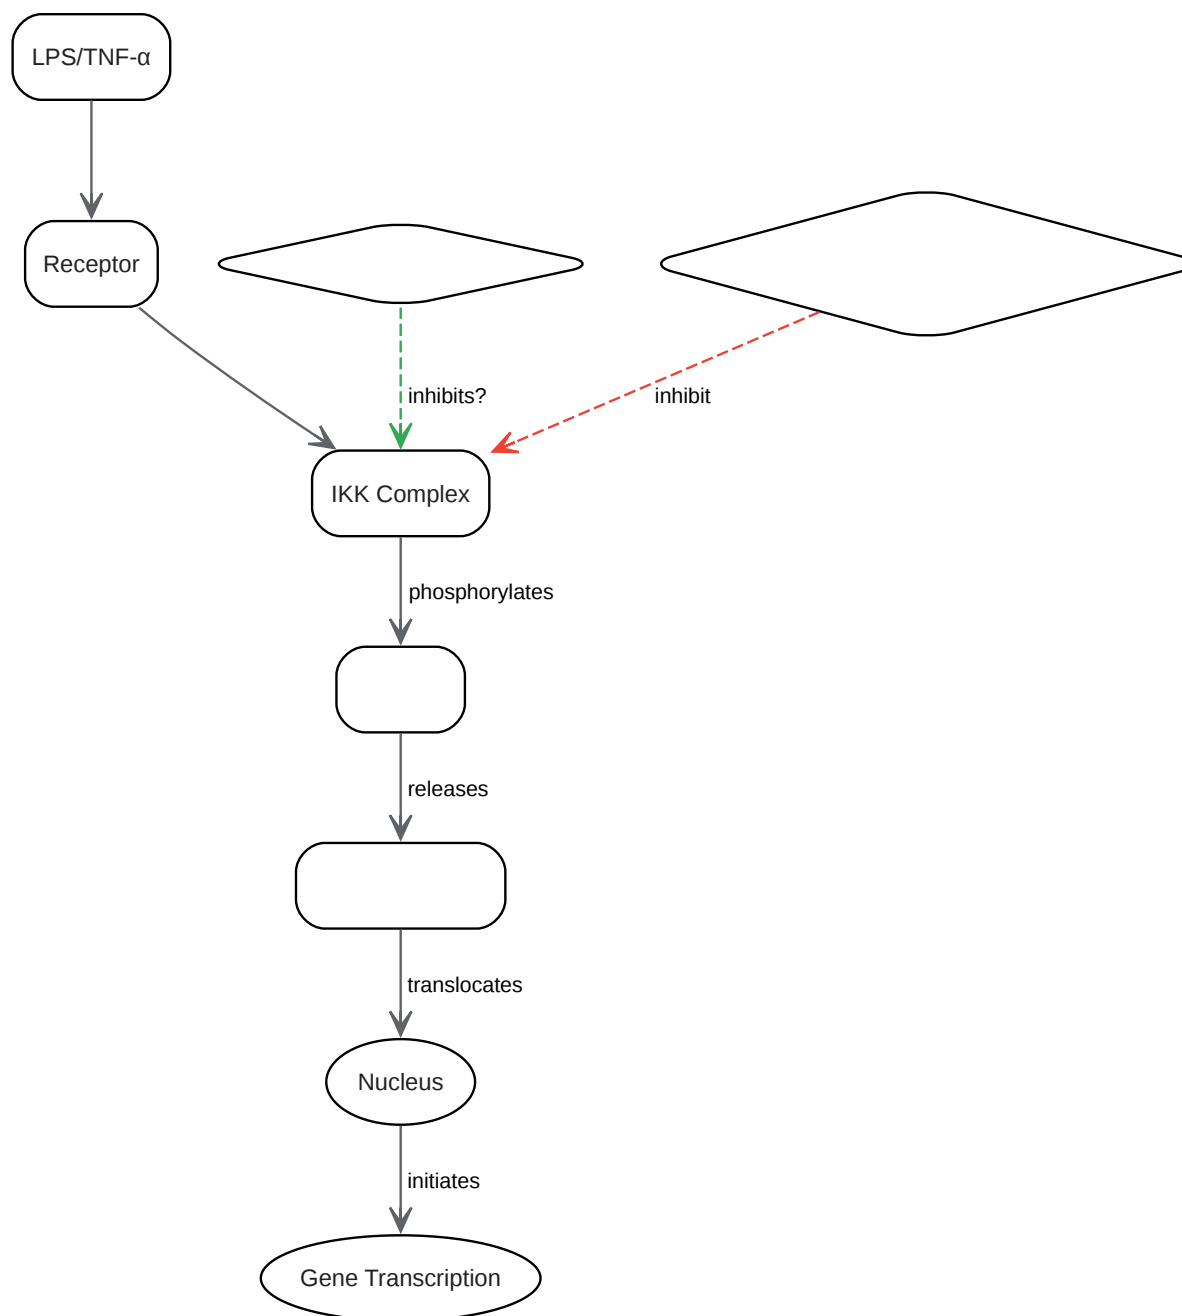 LPS/TNF-α
Receptor
inhibits?
inhibit
IKK Complex
phosphorylates
releases
translocates
Nucleus
initiates
Gene Transcription